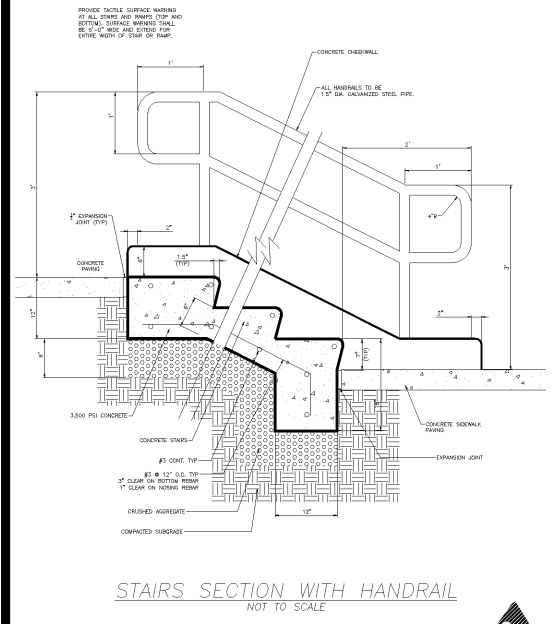 PROVIDE TACTILE SURFACE WARNING
AT ALL STAIRS AND RAMPS (TOP AND
BOTTOM). SURFACE WARNING SHALL
BE 5'-0" WIDE AND EXTEND FOR
ENTIRE WIDTH OF STAIR OR RAMP.
CONCRETE CHEEKWALL
1'
ALL HANDRAILS TO BE
1.5" DIA. GALVANIZED STEEL PIPE.
1'
2'
1'
3'
4"R
3'
EXPANSION
JOINT (TYP)
2"
CONCRETE
PAVING
6"
1.5"
(TYP)
2"
6"
12"
7"
(TYP)
8"
3,600 PSI CONCRETE
CONCRETE SIDEWALK
PAVING
CONCRETE STAIRS
EXPANSION JOINT
#3 CONT. TYP
#3 @ 12" O.C. TYP
3" CLEAR ON BOTTOM REBAR
1" CLEAR ON NOSING REBAR
CRUSHED AGGREGATE
12"
COMPACTED SUBGRADE
STAIRS SECTION WITH HANDRAIL
NOT TO SCALE